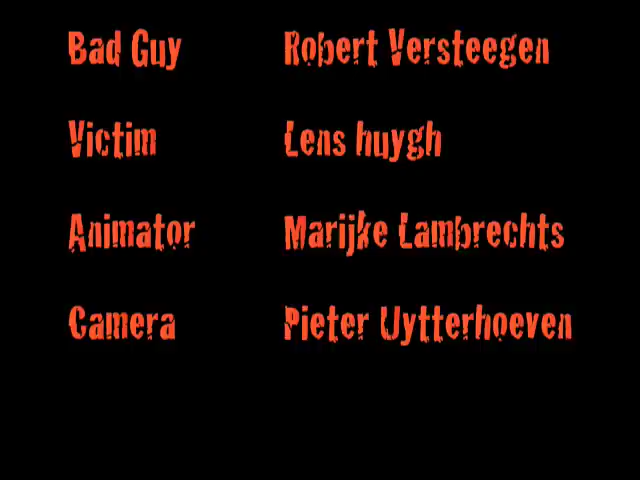 Bad Guy Robert Versteegen
Victim Lens huygh
Animator Marijke Lambrechts
Camera Pieter Uytterhoeven